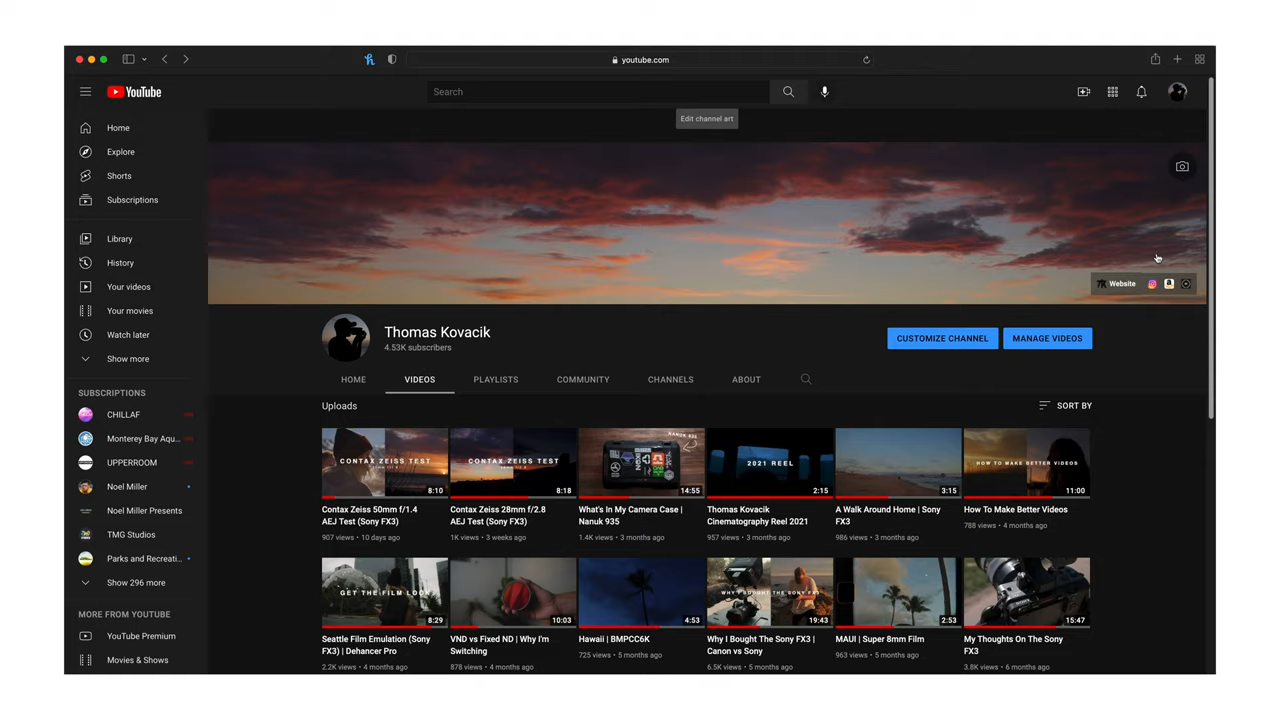 youtube.com
YouTube
Search
Edit channel art
Home
Explore
Shorts
Subscriptions
Library
History
Your videos
Your movies
Watch later
Show more
SUBSCRIPTIONS
CHILLAF
Monterey Bay Aqu...
UPPERROOM
Noel Miller
Noel Miller Presents
TMG Studios
Parks and Recreati...
Show 296 more
MORE FROM YOUTUBE
YouTube Premium
Movies & Shows
Website
Thomas Kovacik
4.53K subscribers
CUSTOMIZE CHANNEL
MANAGE VIDEOS
HOME VIDEOS PLAYLISTS COMMUNITY CHANNELS ABOUT
Uploads
SORT BY
CONTAX ZEISS TEST
8:10
Contax Zeiss 50mm f/1.4
AEJ Test (Sony FX3)
907 views • 10 days ago
CONTAX ZEISS TEST
8:18
Contax Zeiss 28mm f/2.8
AEJ Test (Sony FX3)
1K views • 3 weeks ago
NANUK 935
14:55
What's In My Camera Case |
Nanuk 935
1.4K views • 3 months ago
2021 REEL
2:15
Thomas Kovacik
Cinematography Reel 2021
957 views • 3 months ago
3:15
A Walk Around Home | Sony
FX3
986 views • 3 months ago
HOW TO MAKE BETTER VIDEOS
11:00
How To Make Better Videos
788 views • 4 months ago
GET THE FILM LOOK
8:29
Seattle Film Emulation (Sony
FX3) | Dehancer Pro
2.2K views • 4 months ago
10:03
VND vs Fixed ND | Why I'm
Switching
878 views • 4 months ago
4:53
Hawaii | BMPCC6K
725 views • 5 months ago
WHY I BOUGHT THE SONY FX3
19:43
Why I Bought The Sony FX3 |
Canon vs Sony
6.5K views • 5 months ago
2:53
MAUI | Super 8mm Film
963 views • 5 months ago
15:47
My Thoughts On The Sony
FX3
3.8K views • 6 months ago